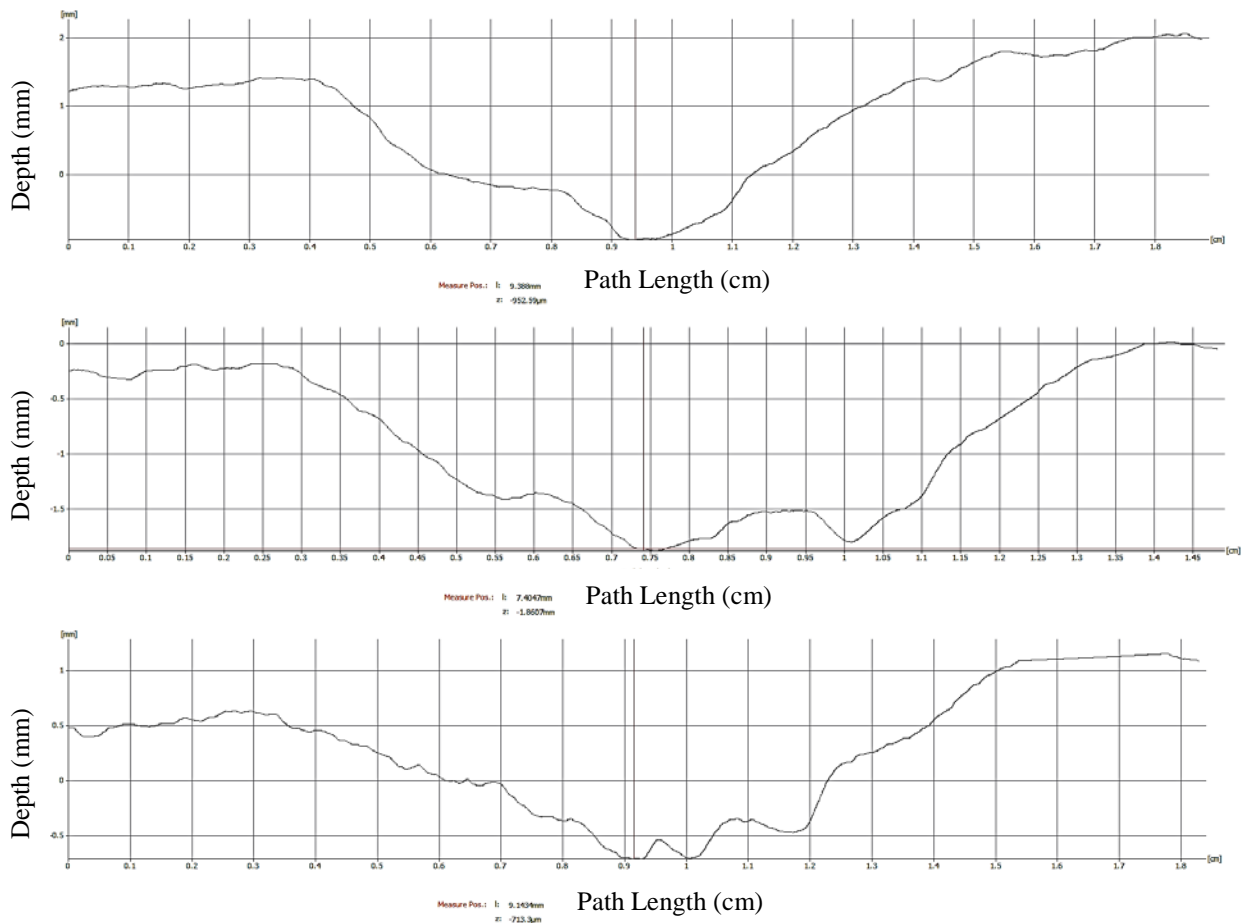 [mm]
Depth (mm)
2
1
0
0 0.1 0.2 0.3 0.4 0.5 0.6 0.7 0.8 0.9 1 1.1 1.2 1.3 1.4 1.5 1.6 1.7 1.8 [cm]
Path Length (cm)
Measure Pos.: l: 9.388mm
z: -952.59µm
[mm]
Depth (mm)
0
-0.5
-1
-1.5
0 0.05 0.1 0.15 0.2 0.25 0.3 0.35 0.4 0.45 0.5 0.55 0.6 0.65 0.7 0.75 0.8 0.85 0.9 0.95 1 1.05 1.1 1.15 1.2 1.25 1.3 1.35 1.4 1.45 [cm]
Path Length (cm)
Measure Pos.: l: 7.4047mm
z: -1.8607mm
[mm]
Depth (mm)
1
0.5
0
-0.5
0 0.1 0.2 0.3 0.4 0.5 0.6 0.7 0.8 0.9 1 1.1 1.2 1.3 1.4 1.5 1.6 1.7 1.8 [cm]
Path Length (cm)
Measure Pos.: l: 9.1434mm
z: -713.3µm